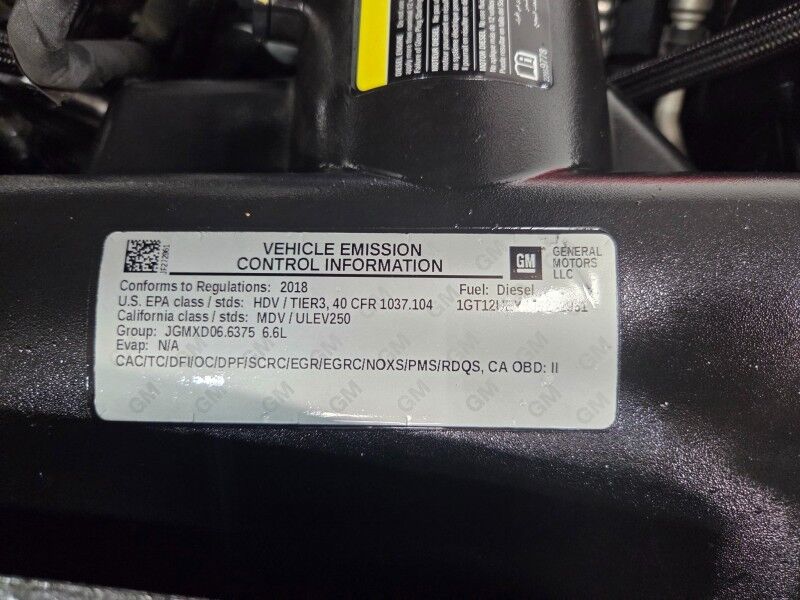 VEHICLE EMISSION
CONTROL INFORMATION
GM
GENERAL
MOTORS
LLC
Conforms to Regulations: 2018
Fuel: Diesel
U.S. EPA class / stds: HDV / TIER3, 40 CFR 1037.104
California class / stds: MDV / ULEV250
Group: JGMXD06.6375 6.6L
Evap: N/A
CAC/TC/DFI/OC/DPF/SCRC/EGR/EGRC/NOXS/PMS/RDQS, CA OBD: II